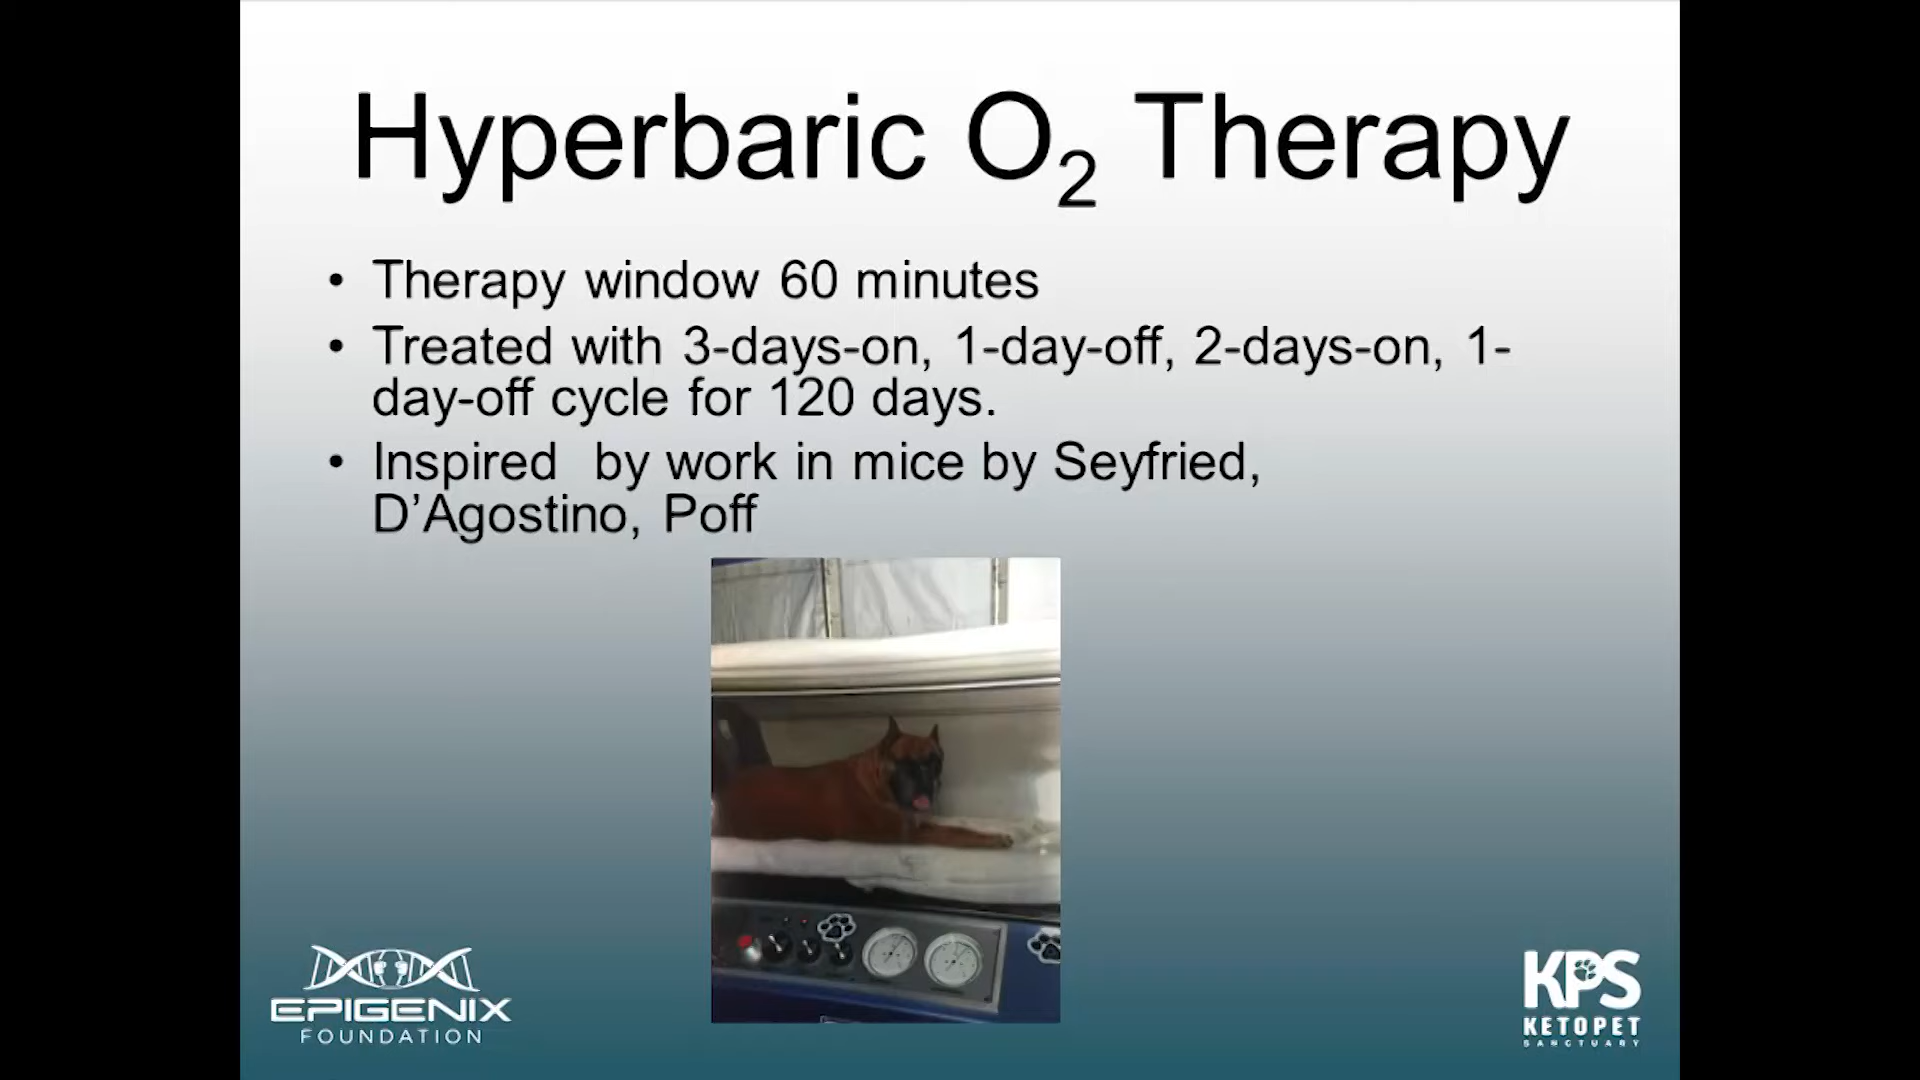 Hyperbaric O₂ Therapy
• Therapy window 60 minutes
• Treated with 3-days-on, 1-day-off, 2-days-on, 1-
day-off cycle for 120 days.
• Inspired by work in mice by Seyfried,
D’Agostino, Poff
EPIGENIX
FOUNDATION
KPS
KETOPET
SANCTUARY